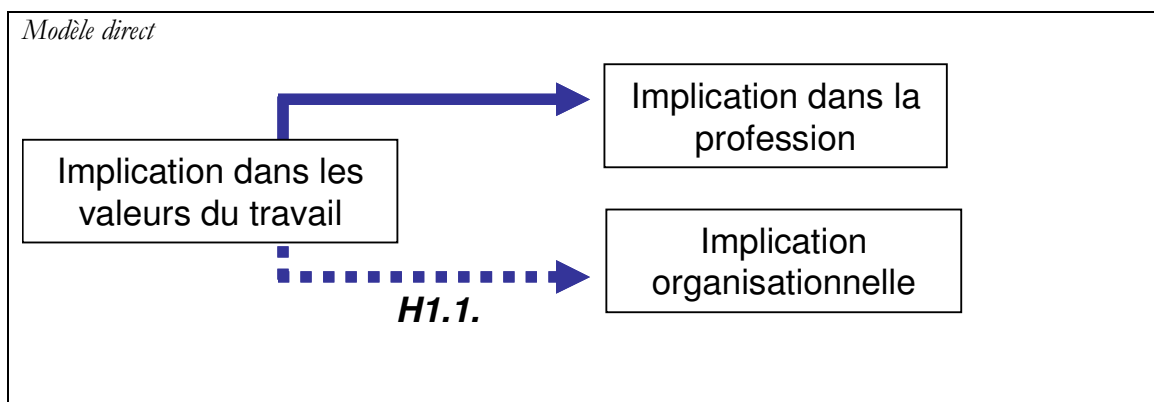 Modèle direct
Implication dans la
profession
Implication dans les
valeurs du travail
Implication
organisationnelle
H1.1.